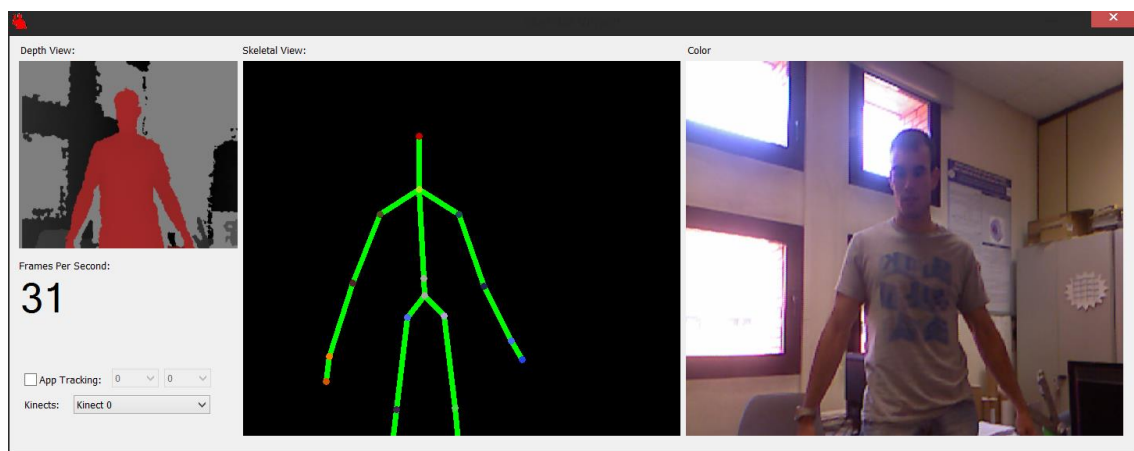 Depth View:
Skeletal View:
Color
Frames Per Second:
31
App Tracking:
0
0
Kinects:
Kinect 0